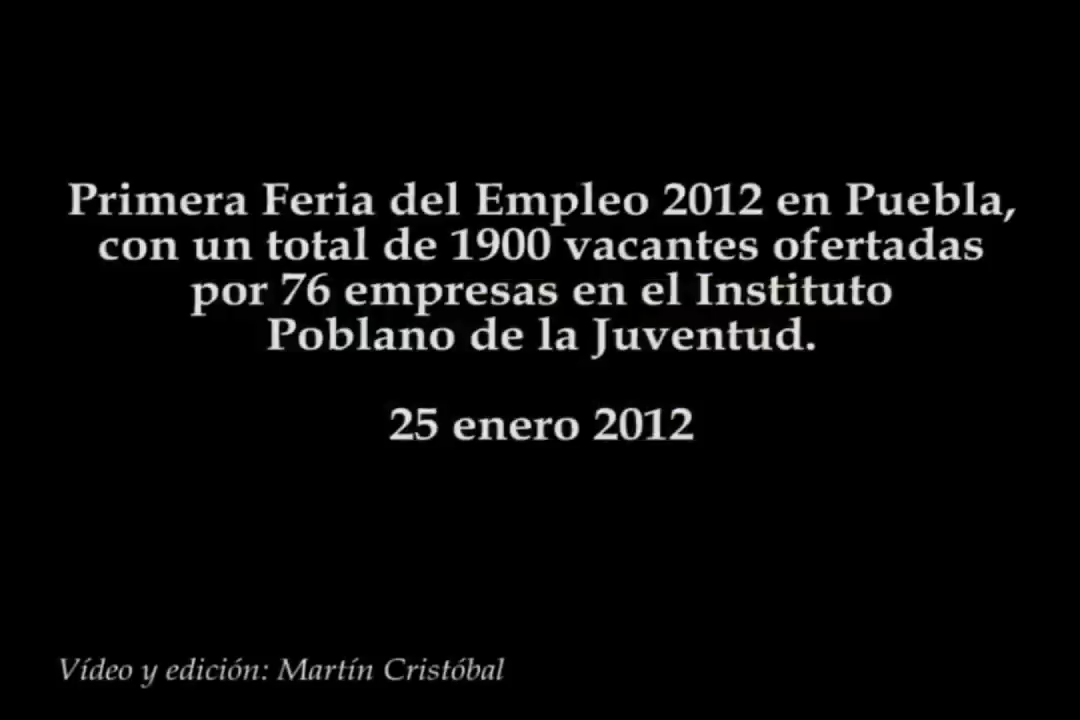 Primera Feria del Empleo 2012 en Puebla,
con un total de 1900 vacantes ofertadas
por 76 empresas en el Instituto
Poblano de la Juventud.
25 enero 2012
Vídeo y edición: Martín Cristóbal